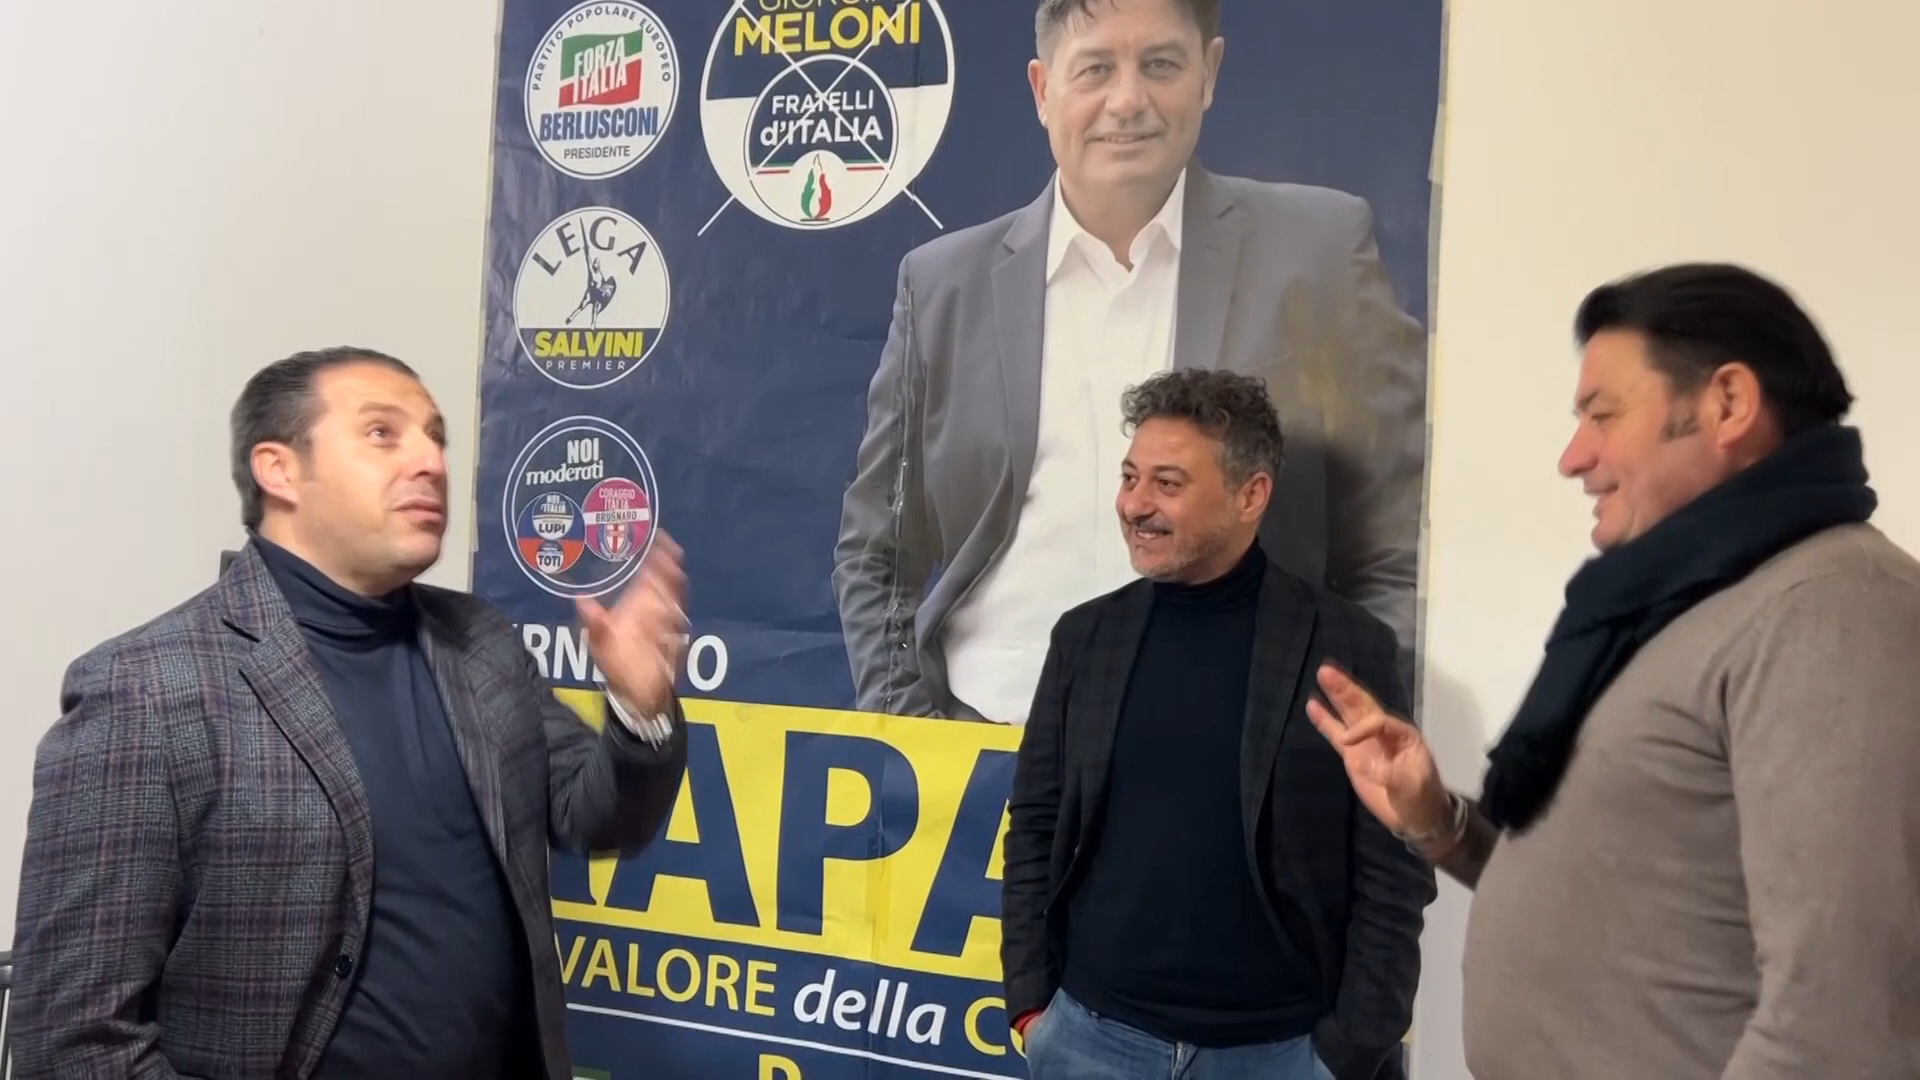 PARTITO POPOLARE EUROPEO
FORZA
ITALIA
BERLUSCONI
PRESIDENTE
MELONI
FRATELLI
d'ITALIA
LEGA
SALVINI
PREMIER
NOI
moderati
NOI
L'ITALIA
LUPI
TOTI
CORAGGIO
ITALIA
BRUGNARO
VALORE della